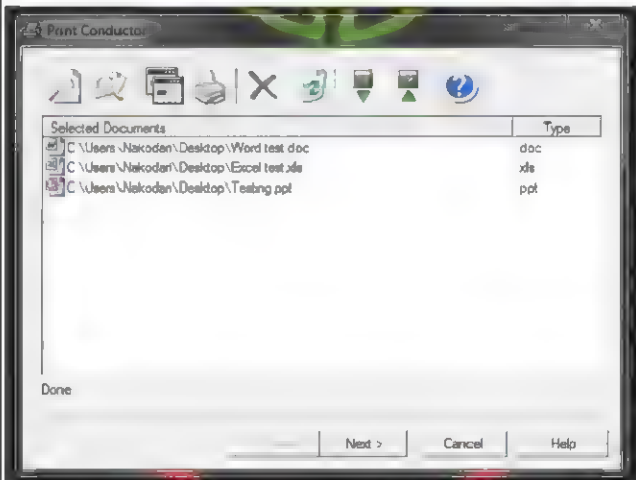 Print Conductor
Selected Documents Type
C:\Users\Nakodari\Desktop\Word test.doc doc
C:\Users\Nakodari\Desktop\Excel test.xls xls
C:\Users\Nakodari\Desktop\Testing.ppt ppt
Done
Next > Cancel Help